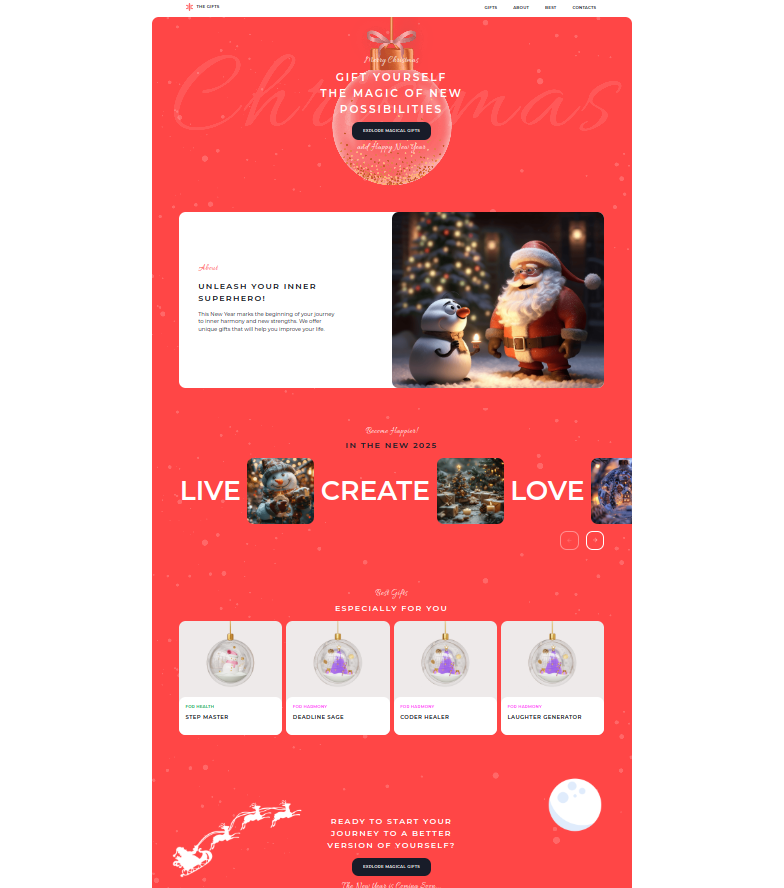 THE GIFTS
GIFTS ABOUT BEST CONTACTS
Christmas
Merry Christmas
GIFT YOURSELF
THE MAGIC OF NEW
POSSIBILITIES
EXPLORE MAGICAL GIFTS
and Happy New Year
About
UNLEASH YOUR INNER
SUPERHERO!
This New Year marks the beginning of your journey
to inner harmony and new strengths. We offer
unique gifts that will help you improve your life.
Become Happier!
IN THE NEW 2025
LIVE CREATE LOVE
Best Gifts
ESPECIALLY FOR YOU
FOR HEALTH
STEP MASTER
FOR HARMONY
DEADLINE SAGE
FOR HARMONY
CODER HEALER
FOR HARMONY
LAUGHTER GENERATOR
READY TO START YOUR
JOURNEY TO A BETTER
VERSION OF YOURSELF?
EXPLORE MAGICAL GIFTS
The New Year is Coming Soon...